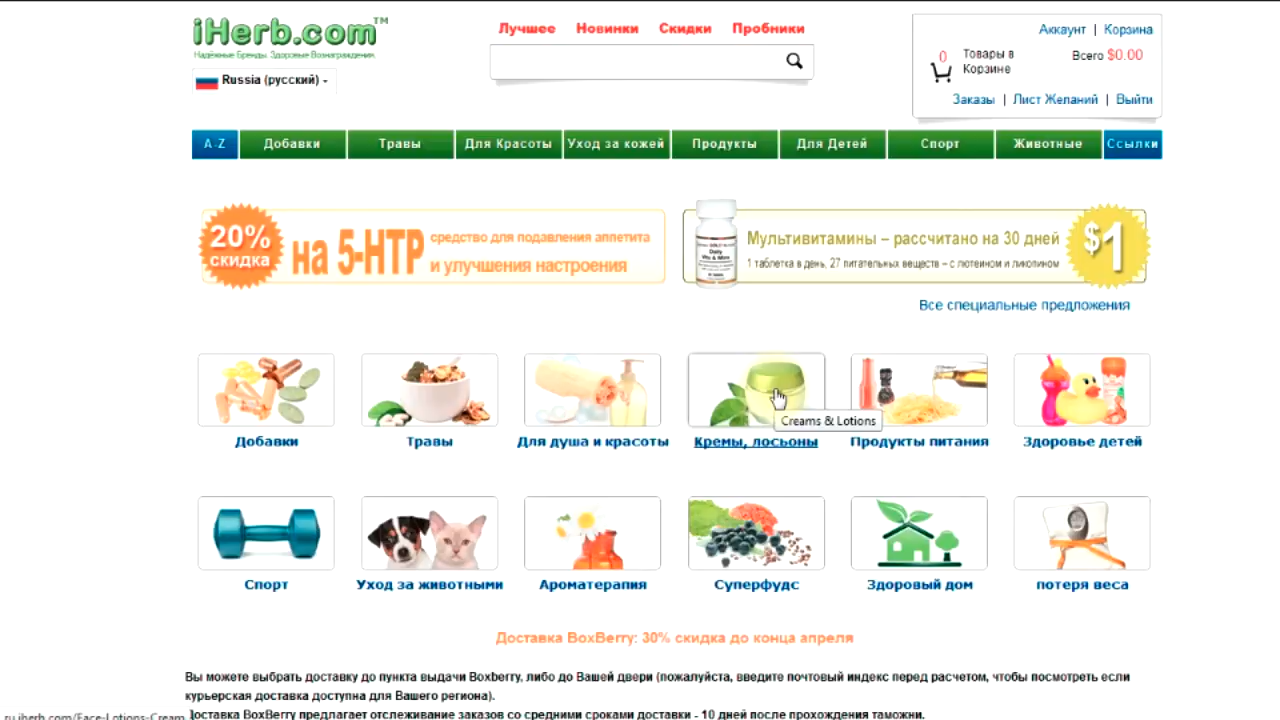 iHerb.com™
Надёжные Бренды. Здоровые Вознаграждения.
Russia (русский)
Лучшее Новинки Скидки Пробники
Аккаунт | Корзина
0 Товары в Корзине Всего $0.00
Заказы | Лист Желаний | Выйти
A-Z Добавки Травы Для Красоты Уход за кожей Продукты Для Детей Спорт Животные Ссылки
20% скидка
на 5-HTP
средство для подавления аппетита
и улучшения настроения
Мультивитамины – рассчитано на 30 дней
1 таблетка в день, 27 питательных веществ – с лютеином и ликопином
$1
Все специальные предложения
Creams & Lotions
Добавки Травы Для душа и красоты Кремы, лосьоны Продукты питания Здоровье детей
Спорт Уход за животными Ароматерапия Суперфудс Здоровый дом потеря веса
Доставка BoxBerry: 30% скидка до конца апреля
Вы можете выбрать доставку до пункта выдачи Boxberry, либо до Вашей двери (пожалуйста, введите почтовый индекс перед расчетом, чтобы посмотреть если
курьерская доставка доступна для Вашего региона).
Доставка BoxBerry предлагает отслеживание заказов со средними сроками доставки - 10 дней после прохождения таможни.
ru.iherb.com/Face-Lotions-Cream